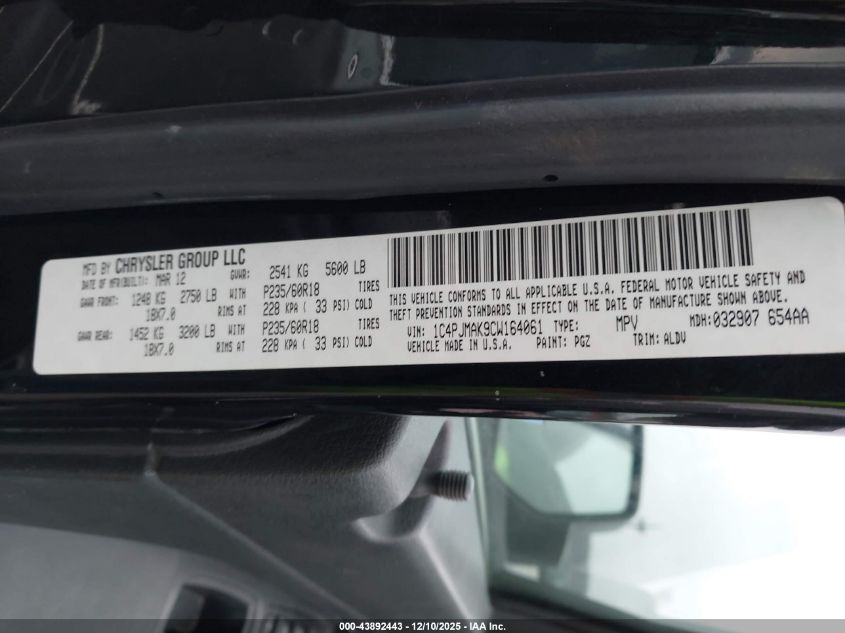 MFD BY CHRYSLER GROUP LLC
DATE OF MFR(BUILT): MAR 12 GVWR: 2541 KG 5600 LB
GAWR FRONT: 1248 KG 2750 LB WITH P235/60R18 TIRES
18X7.0 RIMS AT 228 KPA ( 33 PSI) COLD
GAWR REAR: 1452 KG 3200 LB WITH P235/60R18 TIRES
18X7.0 RIMS AT 228 KPA ( 33 PSI) COLD
THIS VEHICLE CONFORMS TO ALL APPLICABLE U.S.A. FEDERAL MOTOR VEHICLE SAFETY AND
THEFT PREVENTION STANDARDS IN EFFECT ON THE DATE OF MANUFACTURE SHOWN ABOVE.
VIN: 1C4PJMAK9CW164061 TYPE: MPV MDH: 032907 654AA
VEHICLE MADE IN U.S.A. PAINT: PGZ TRIM: ALDV
000-43892443 - 12/10/2025 - IAA Inc.